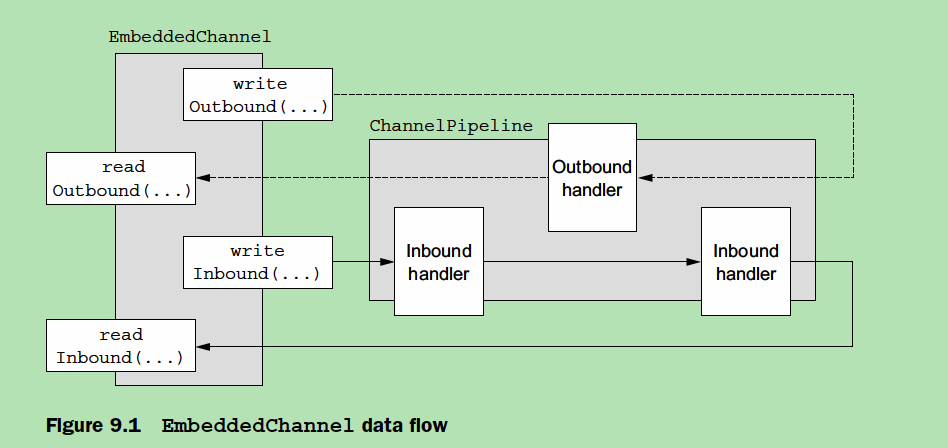 EmbeddedChannel
write
Outbound(...)
ChannelPipeline
read
Outbound(...)
Outbound
handler
write
Inbound(...)
Inbound
handler
Inbound
handler
read
Inbound(...)
Figure 9.1 EmbeddedChannel data flow